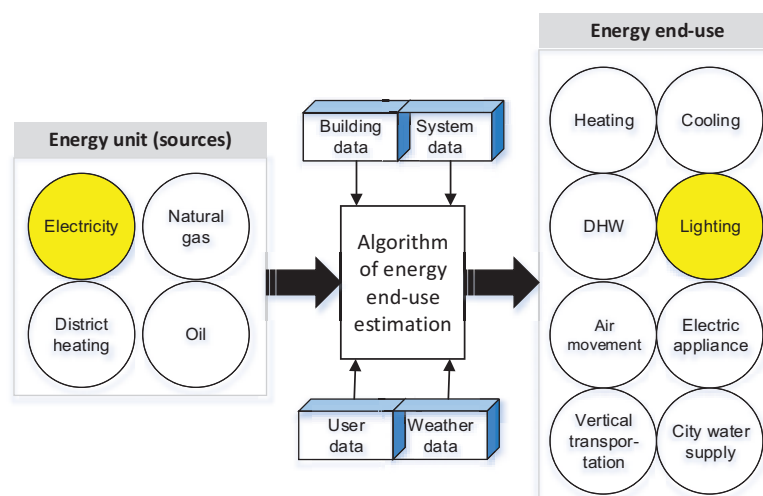 Energy unit (sources)
Electricity
Natural
gas
District
heating
Oil
Building
data
System
data
Algorithm
of energy
end-use
estimation
User
data
Weather
data
Energy end-use
Heating
Cooling
DHW
Lighting
Air
movement
Electric
appliance
Vertical
transpor-
tation
City water
supply